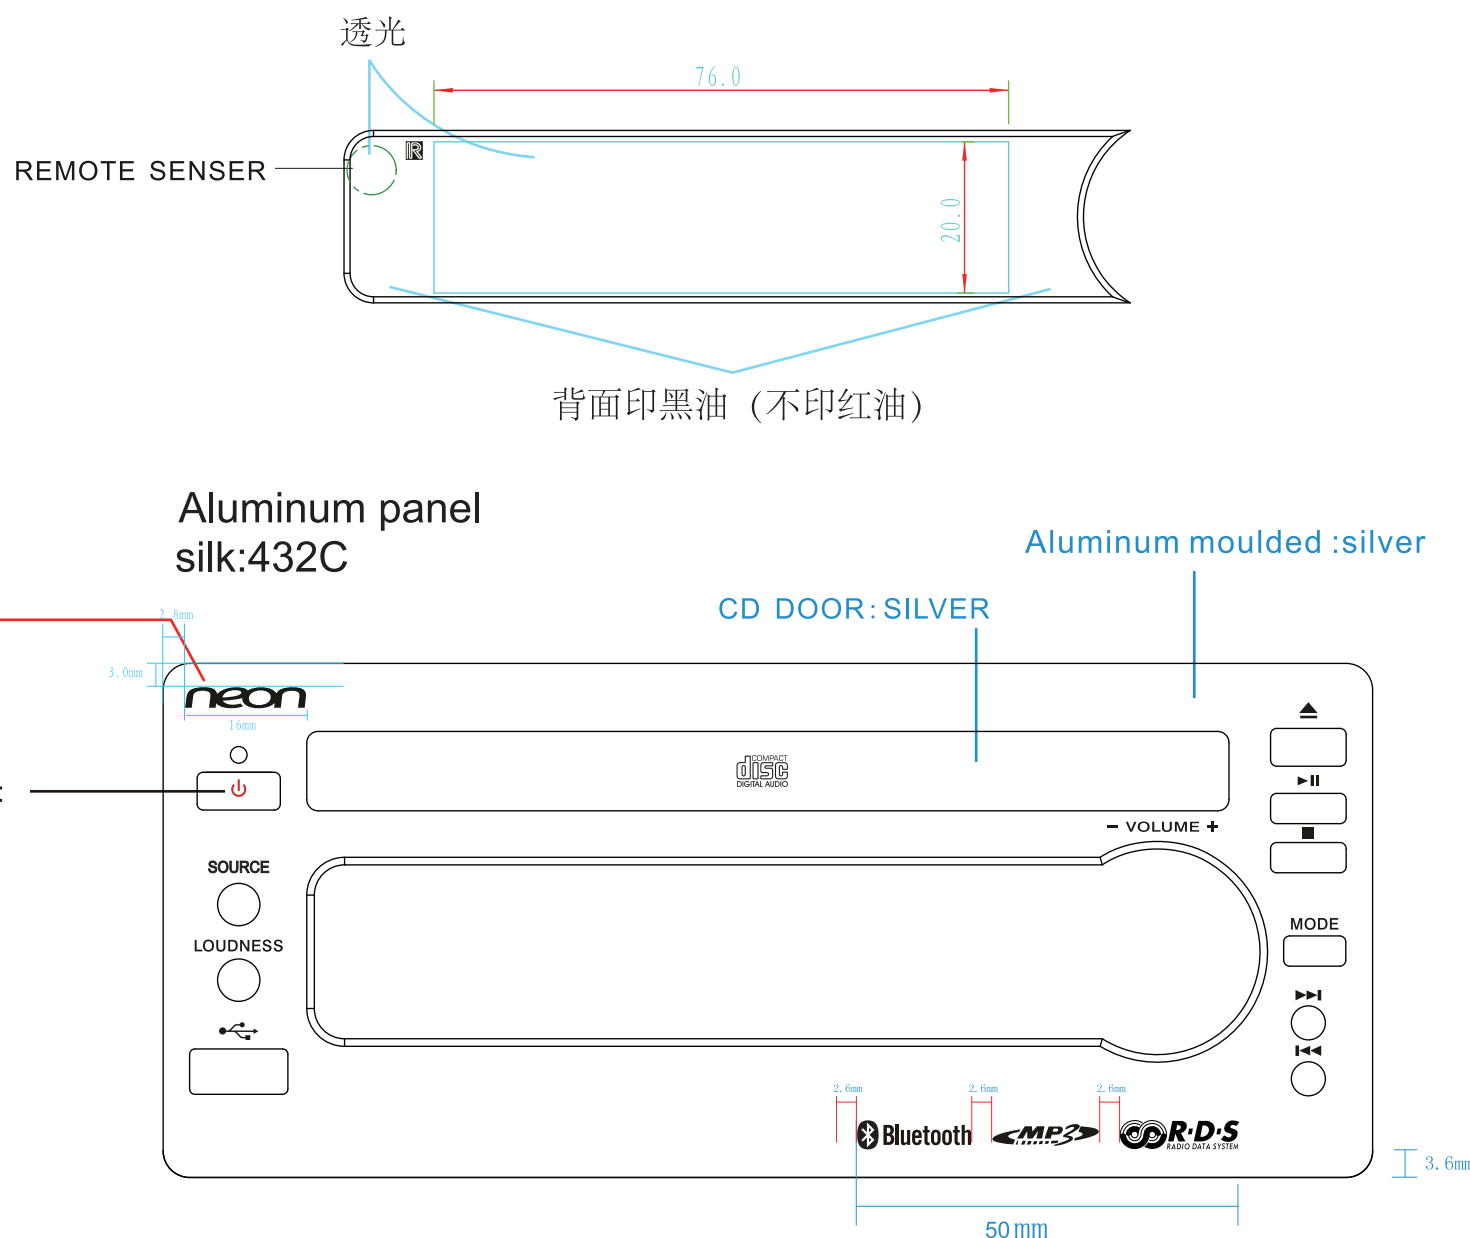 透光
76.0
REMOTE SENSER
R
20.0
背面印黑油 (不印红油)
Aluminum panel
silk:432C
Aluminum moulded :silver
CD DOOR: SILVER
2.8mm
3.0mm
neon
16mm
COMPACT
disc
DIGITAL AUDIO
:
− VOLUME +
SOURCE
MODE
LOUDNESS
2.6mm 2.6mm 2.6mm
Bluetooth MP3 R·D·S
RADIO DATA SYSTEM
3.6mm
50mm